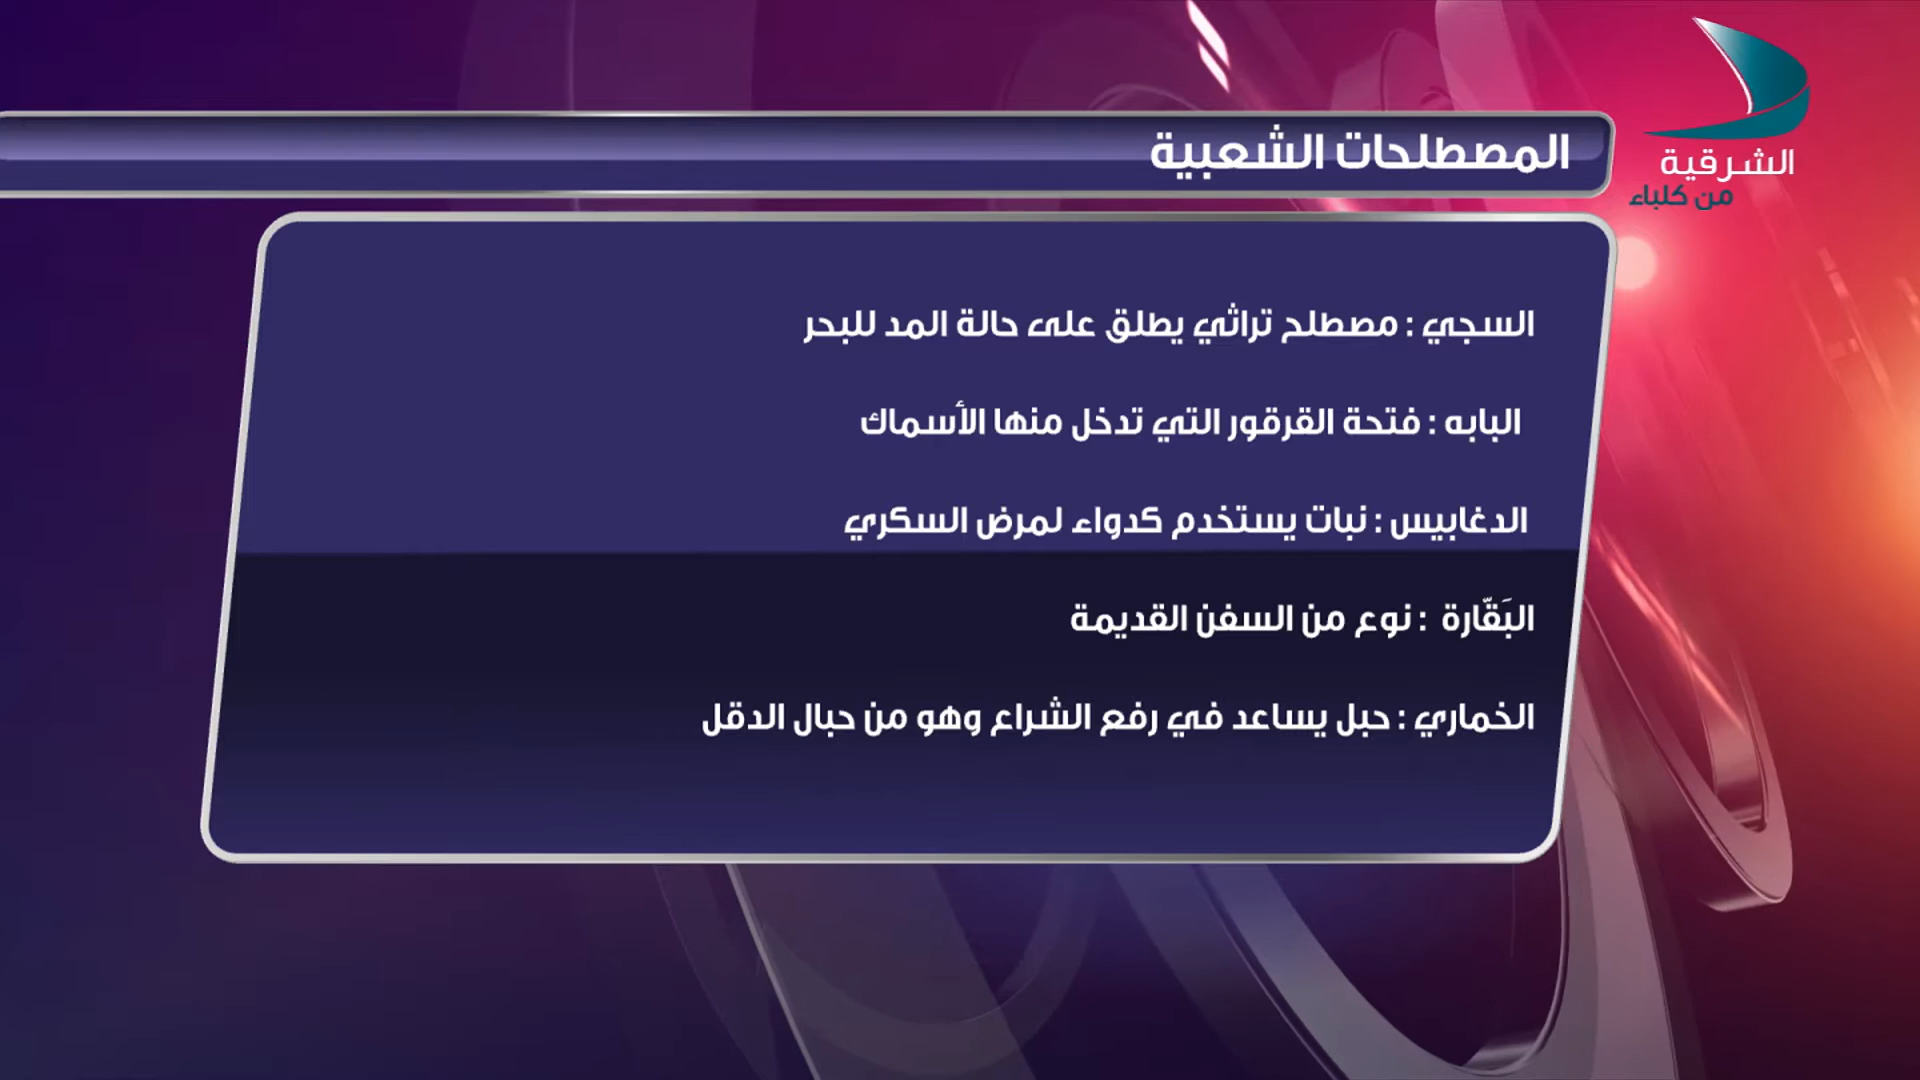 المصطلحات الشعبية
الشرقية
من كلباء
السجي : مصطلح تراثي يطلق على حالة المد للبحر
البابه : فتحة القرقور التي تدخل منها الأسماك
الدغابيس : نبات يستخدم كدواء لمرض السكري
البَقّارة : نوع من السفن القديمة
الخماري : حبل يساعد في رفع الشراع وهو من حبال الدقل